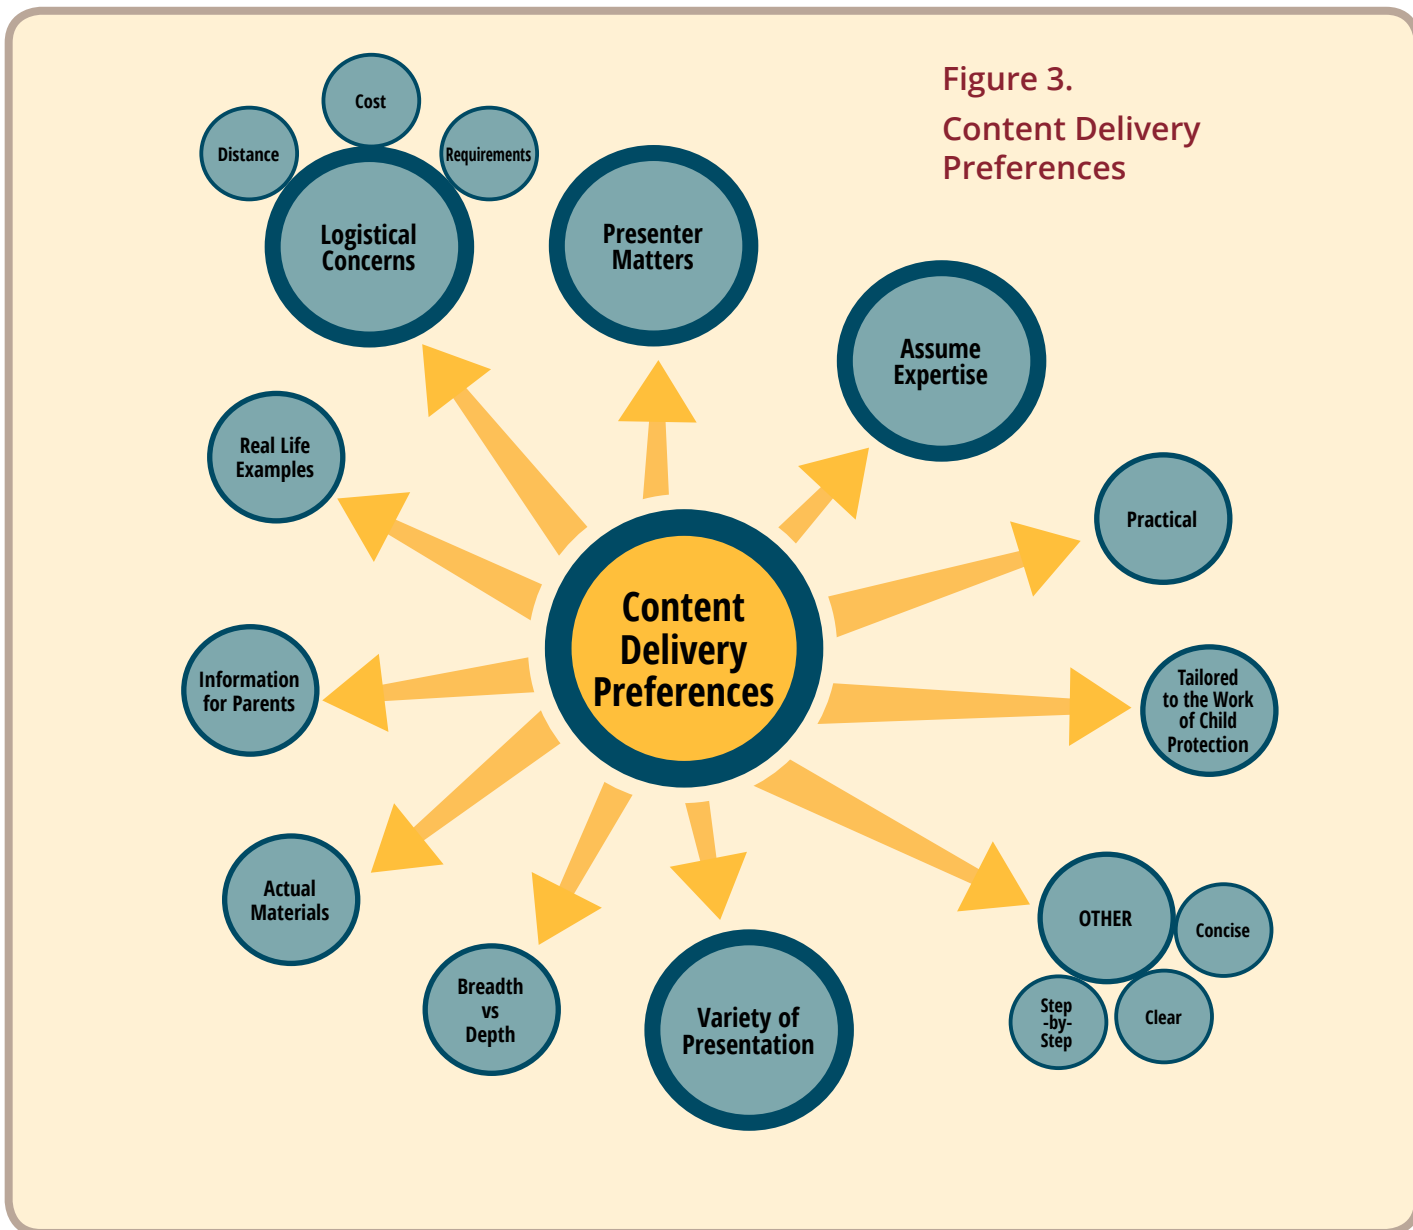 Figure 3.
Content Delivery
Preferences
Cost
Distance
Requirements
Logistical
Concerns
Presenter
Matters
Assume
Expertise
Real Life
Examples
Practical
Content
Delivery
Preferences
Information
for Parents
Tailored
to the Work
of Child
Protection
Actual
Materials
Breadth
vs
Depth
Variety of
Presentation
OTHER
Concise
Step
-by-
Step
Clear